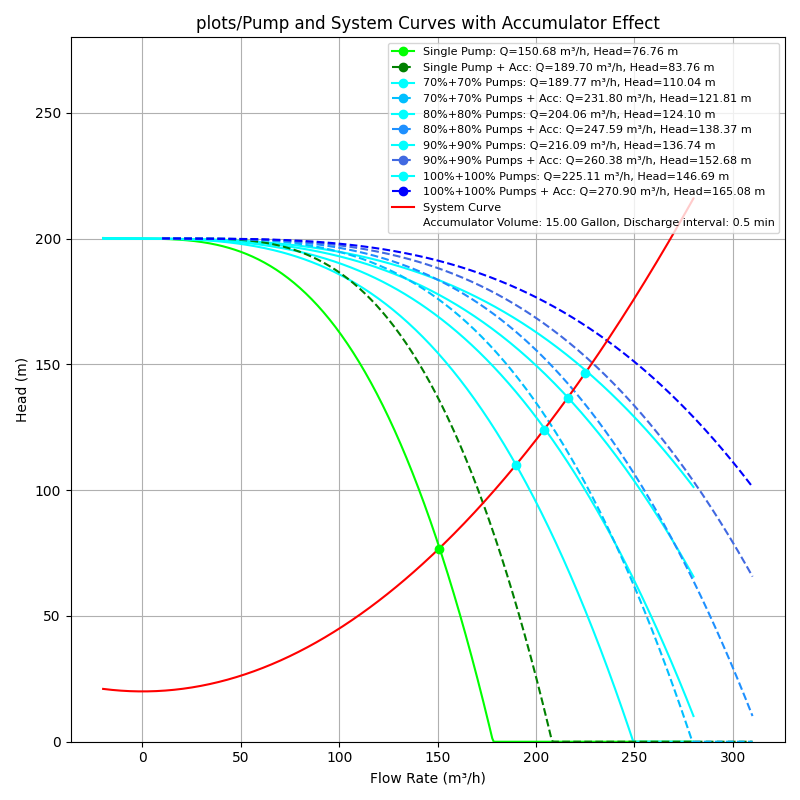 plots/Pump and System Curves with Accumulator Effect
Single Pump: Q=150.68 m³/h, Head=76.76 m
Single Pump + Acc: Q=189.70 m³/h, Head=83.76 m
70%+70% Pumps: Q=189.77 m³/h, Head=110.04 m
70%+70% Pumps + Acc: Q=231.80 m³/h, Head=121.81 m
80%+80% Pumps: Q=204.06 m³/h, Head=124.10 m
80%+80% Pumps + Acc: Q=247.59 m³/h, Head=138.37 m
90%+90% Pumps: Q=216.09 m³/h, Head=136.74 m
90%+90% Pumps + Acc: Q=260.38 m³/h, Head=152.68 m
100%+100% Pumps: Q=225.11 m³/h, Head=146.69 m
100%+100% Pumps + Acc: Q=270.90 m³/h, Head=165.08 m
System Curve
Accumulator Volume: 15.00 Gallon, Discharge interval: 0.5 min
Head (m)
250
200
150
100
50
0
0 50 100 150 200 250 300
Flow Rate (m³/h)